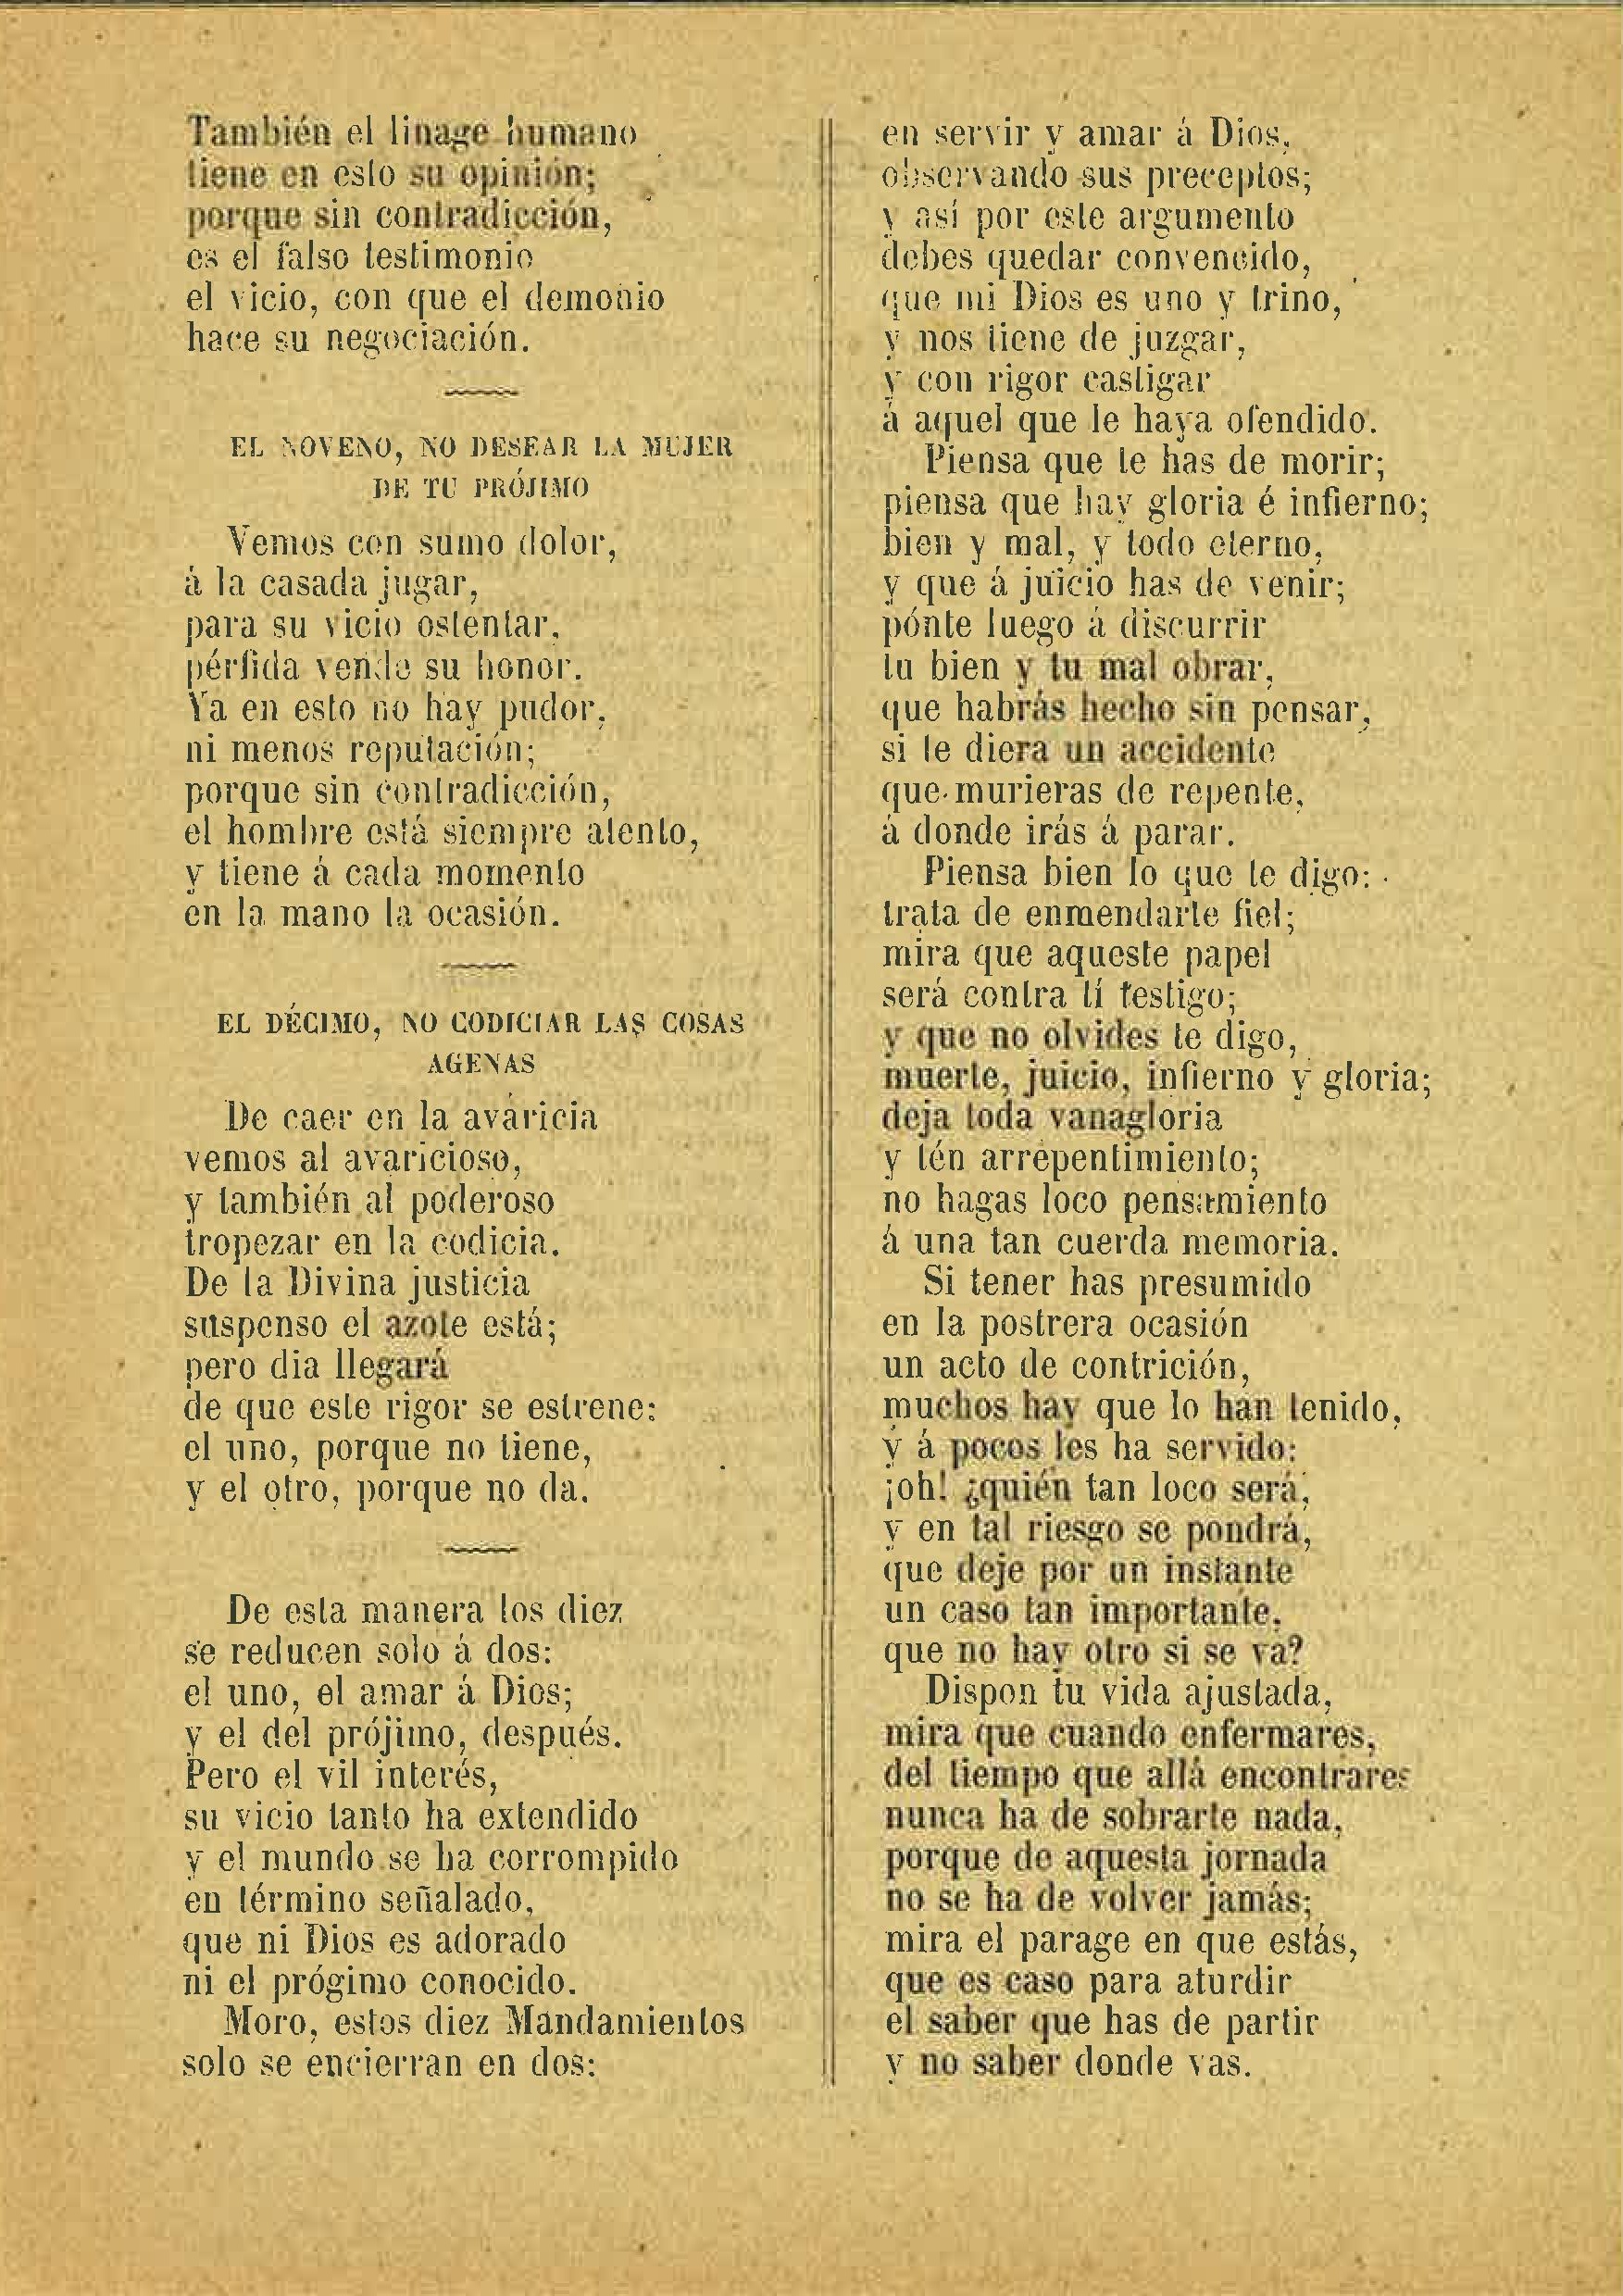 También el linage humano
tiene en esto su opinión;
porque sin contradicción,
es el falso testimonio
el vicio, con que el demonio
hace su negociación.
EL NOVENO, NO DESEAR LA MUJER
DE TU PRÓJIMO
Vemos con sumo dolor,
á la casada jugar,
para su vicio ostentar,
pérfida vende su honor.
Ya en esto no hay pudor,
ni menos reputación;
porque sin contradicción,
el hombre está siempre atento,
y tiene á cada momento
en la mano la ocasión.
EL DÉCIMO, NO CODICIAR LAS COSAS
AGENAS
De caer en la avaricia
vemos al avaricioso,
y también al poderoso
tropezar en la codicia.
De la Divina justicia
suspenso el azote está;
pero dia llegará
de que este rigor se estrene:
el uno, porque no tiene,
y el otro, porque no da.
De esta manera los diez
se reducen solo á dos:
el uno, el amar á Dios;
y el del prójimo, después.
Pero el vil interés,
su vicio tanto ha extendido
y el mundo se ha corrompido
en término señalado,
que ni Dios es adorado
ni el prógimo conocido.
Moro, estos diez Mandamientos
solo se encierran en dos:
en servir y amar á Dios,
observando sus preceptos;
y así por este argumento
debes quedar convencido,
que mi Dios es uno y trino,
y nos tiene de juzgar,
y con rigor castigar
á aquel que le haya ofendido.
Piensa que te has de morir;
piensa que hay gloria é infierno;
bien y mal, y todo eterno,
y que á juicio has de venir;
pónte luego á discurrir
tu bien y tu mal obrar,
que habrás hecho sin pensar,
si te diera un accidente
que murieras de repente,
á donde irás á parar.
Piensa bien lo que te digo:
trata de enmendarte fiel;
mira que aqueste papel
será contra tí testigo;
y que no olvides te digo,
muerte, juicio, infierno y gloria;
deja toda vanagloria
y tén arrepentimiento;
no hagas loco pensamiento
á una tan cuerda memoria.
Si tener has presumido
en la postrera ocasión
un acto de contrición,
muchos hay que lo han tenido,
y á pocos les ha servido:
¡oh! ¿quién tan loco será,
y en tal riesgo se pondrá,
que deje por un instante
un caso tan importante,
que no hay otro si se va?
Dispon tu vida ajustada,
mira que cuando enfermares,
del tiempo que allá encontrares
nunca ha de sobrarte nada,
porque de aquesta jornada
no se ha de volver jamás;
mira el parage en que estás,
que es caso para aturdir
el saber que has de partir
y no saber donde vas.